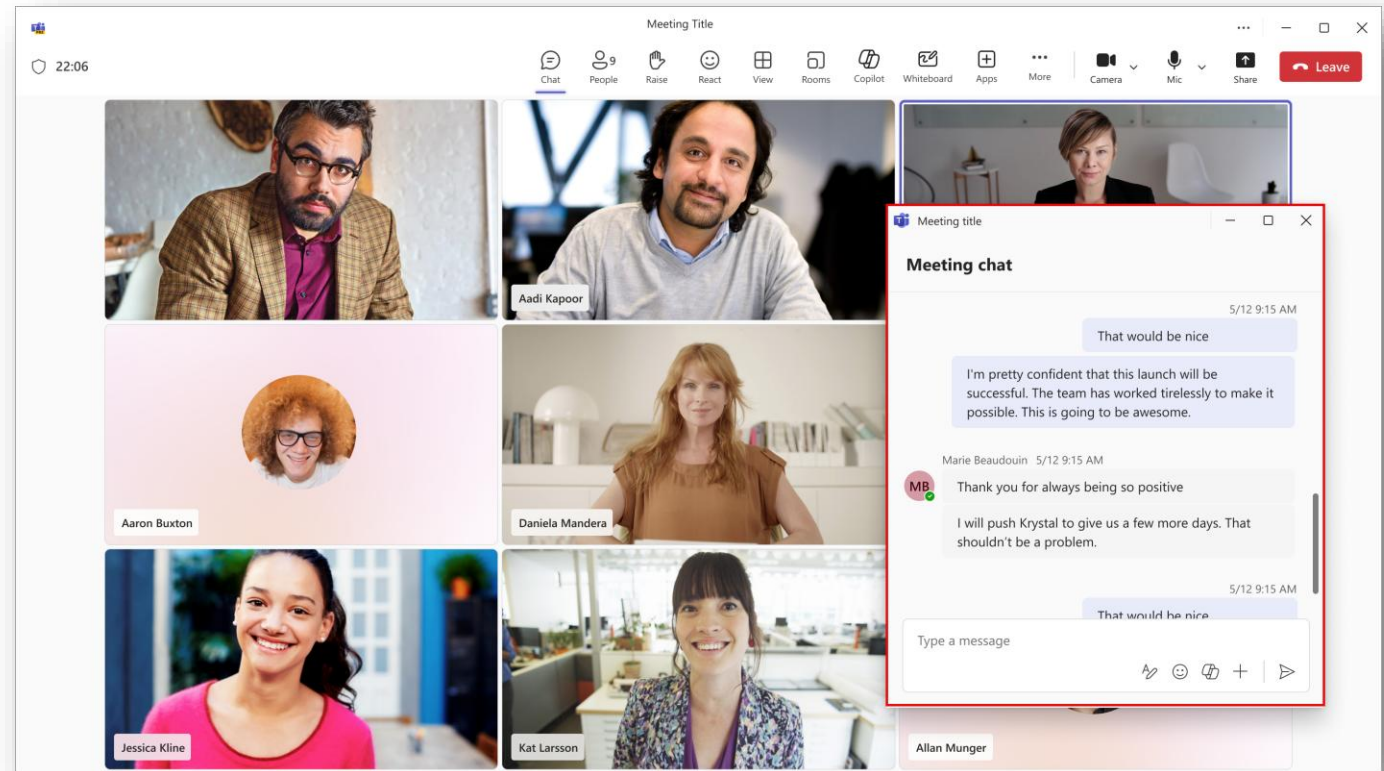 Meeting Title
22:06
Chat
People
9
Raise
React
View
Rooms
Copilot
Whiteboard
Apps
More
Camera
Mic
Share
Leave
Aadi Kapoor
Aaron Buxton
Daniela Mandera
Jessica Kline
Kat Larsson
Allan Munger
Meeting title
Meeting chat
5/12 9:15 AM
That would be nice
I'm pretty confident that this launch will be
successful. The team has worked tirelessly to make it
possible. This is going to be awesome.
Marie Beaudouin 5/12 9:15 AM
MB
Thank you for always being so positive
I will push Krystal to give us a few more days. That
shouldn't be a problem.
5/12 9:15 AM
That would be nice
Type a message